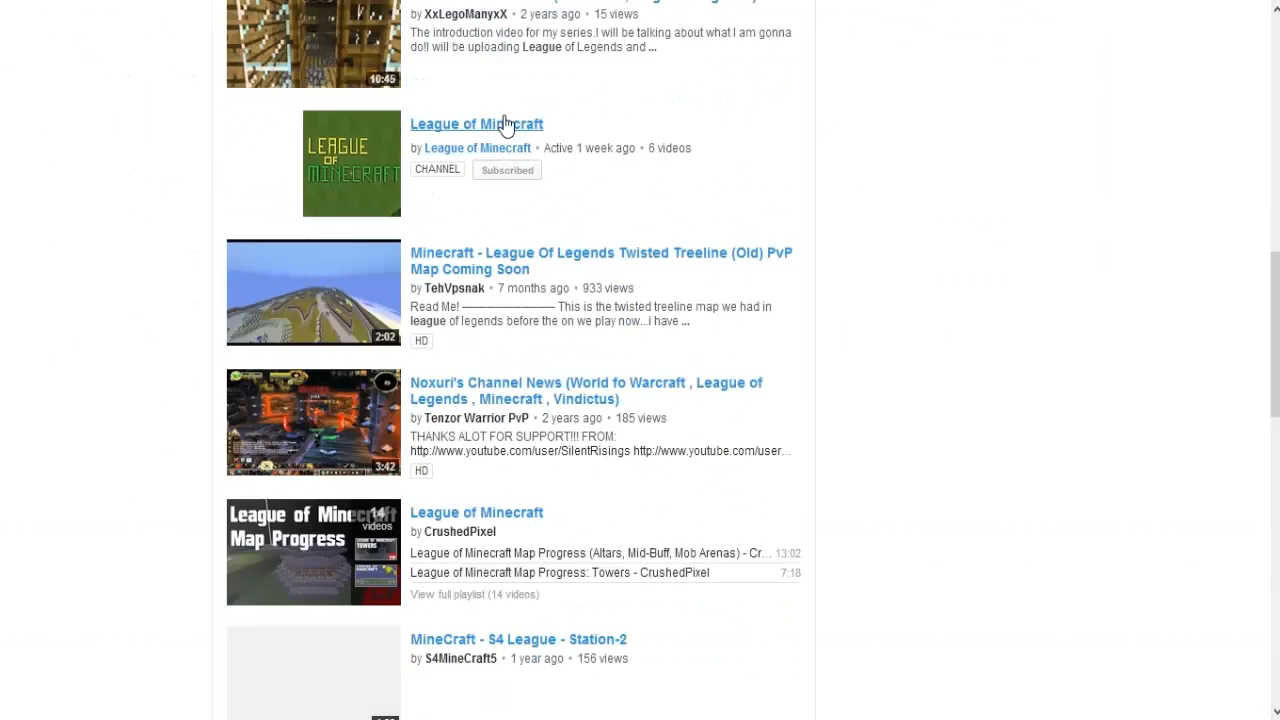 by XxLegoManyxX • 2 years ago • 15 views
The introduction video for my series.I will be talking about what I am gonna
do!I will be uploading League of Legends and ...
10:45
LEAGUE
OF
MINECRAFT
League of Minecraft
by League of Minecraft • Active 1 week ago • 6 videos
CHANNEL Subscribed
2:02
Minecraft - League Of Legends Twisted Treeline (Old) PvP
Map Coming Soon
by TehVpsnak • 7 months ago • 933 views
Read Me! —————————— This is the twisted treeline map we had in
league of legends before the on we play now...i have ...
HD
3:42
Noxuri's Channel News (World fo Warcraft , League of
Legends , Minecraft , Vindictus)
by Tenzor Warrior PvP • 2 years ago • 185 views
THANKS ALOT FOR SUPPORT!!! FROM:
http://www.youtube.com/user/SilentRisings http://www.youtube.com/user...
HD
League of Minecraft
Map Progress
14
videos
League of Minecraft
by CrushedPixel
League of Minecraft Map Progress (Altars, Mid-Buff, Mob Arenas) - Cr... 13:02
League of Minecraft Map Progress: Towers - CrushedPixel 7:18
View full playlist (14 videos)
MineCraft - S4 League - Station-2
by S4MineCraft5 • 1 year ago • 156 views